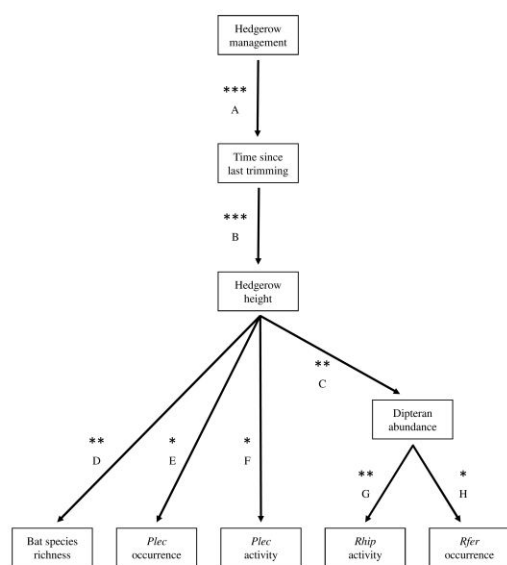 Hedgerow
management
***
A
Time since
last trimming
***
B
Hedgerow
height
**
C
Dipteran
abundance
**
D
*
E
*
F
**
G
*
H
Bat species
richness
Plec
occurrence
Plec
activity
Rhip
activity
Rfer
occurrence